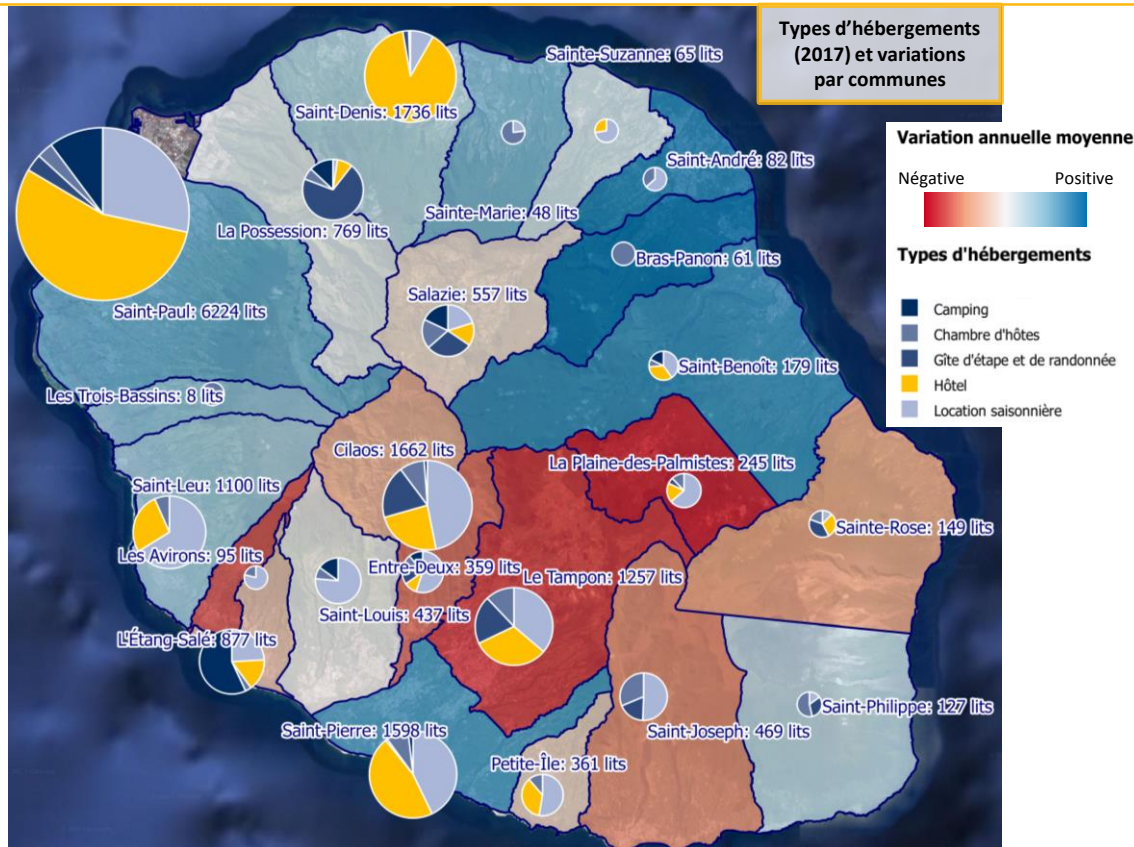 Types d’hébergements
(2017) et variations
par communes
Sainte-Suzanne: 65 lits
Saint-Denis: 1736 lits
Saint-André: 82 lits
Sainte-Marie: 48 lits
La Possession: 769 lits
Bras-Panon: 61 lits
Salazie: 557 lits
Saint-Paul: 6224 lits
Saint-Benoît: 179 lits
Les Trois-Bassins: 8 lits
Cilaos: 1662 lits
La Plaine-des-Palmistes: 245 lits
Saint-Leu: 1100 lits
Sainte-Rose: 149 lits
Les Avirons: 95 lits
Entre-Deux: 359 lits
Le Tampon: 1257 lits
Saint-Louis: 437 lits
L'Étang-Salé: 877 lits
Saint-Philippe: 127 lits
Saint-Pierre: 1598 lits
Saint-Joseph: 469 lits
Petite-Île: 361 lits
Variation annuelle moyenne
Négative Positive
Types d'hébergements
Camping
Chambre d'hôtes
Gîte d'étape et de randonnée
Hôtel
Location saisonnière